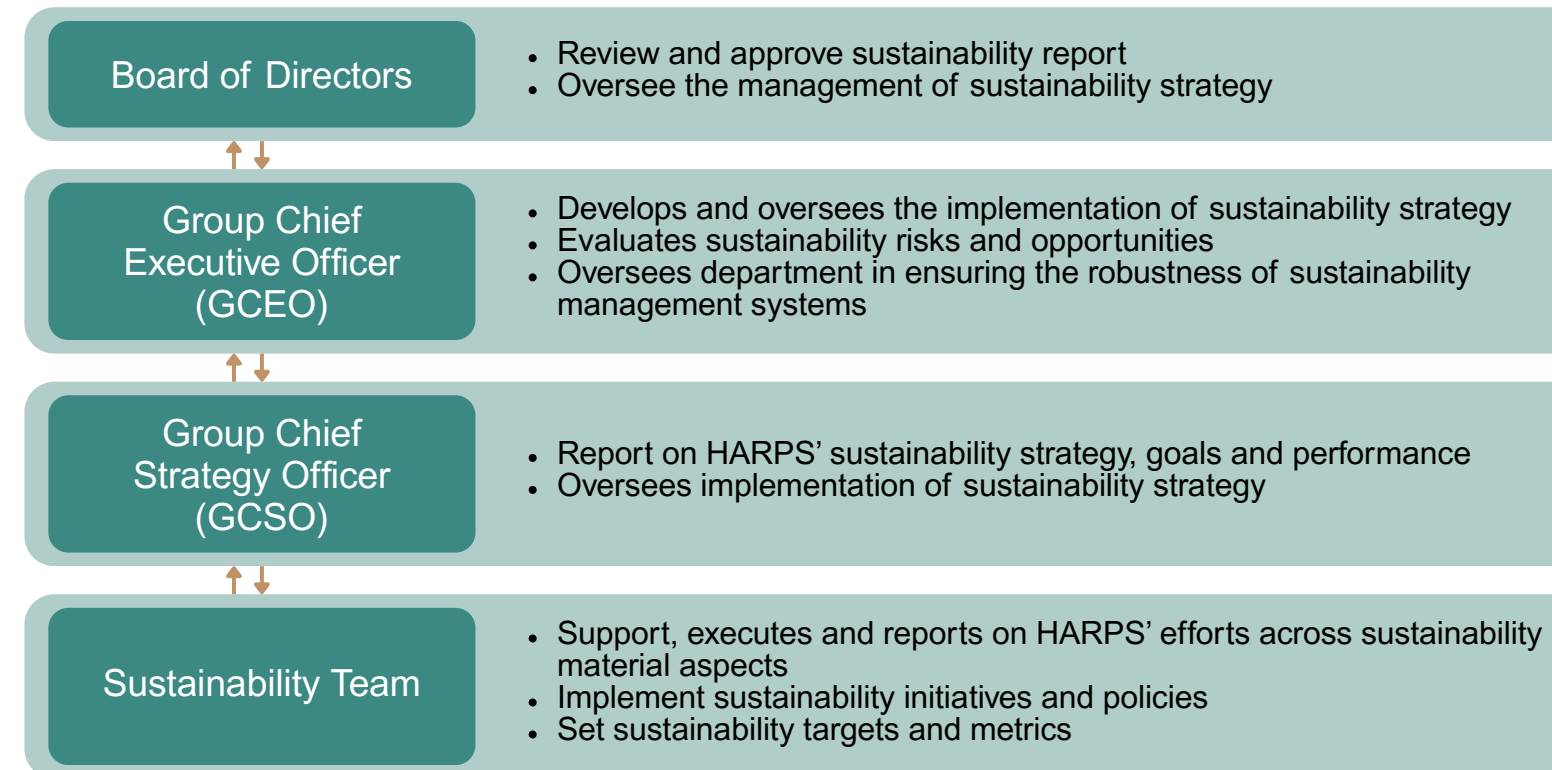 Board of Directors
• Review and approve sustainability report
• Oversee the management of sustainability strategy
Group Chief
Executive Officer
(GCEO)
• Develops and oversees the implementation of sustainability strategy
• Evaluates sustainability risks and opportunities
• Oversees department in ensuring the robustness of sustainability
management systems
Group Chief
Strategy Officer
(GCSO)
• Report on HARPS’ sustainability strategy, goals and performance
• Oversees implementation of sustainability strategy
Sustainability Team
• Support, executes and reports on HARPS’ efforts across sustainability
material aspects
• Implement sustainability initiatives and policies
• Set sustainability targets and metrics